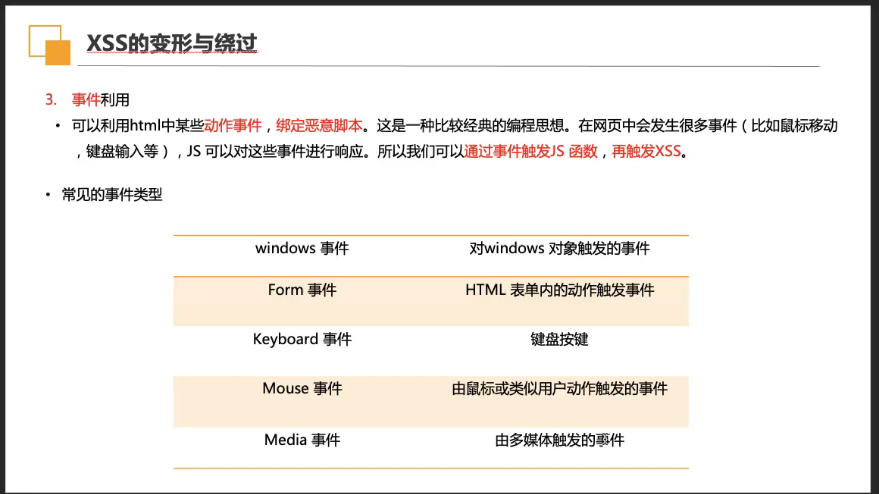 XSS的变形与绕过
3. 事件利用
• 可以利用html中某些动作事件，绑定恶意脚本。这是一种比较经典的编程思想。在网页中会发生很多事件（比如鼠标移动
，键盘输入等），JS 可以对这些事件进行响应。所以我们可以通过事件触发JS 函数，再触发XSS。
• 常见的事件类型
windows 事件 对windows 对象触发的事件
Form 事件 HTML 表单内的动作触发事件
Keyboard 事件 键盘按键
Mouse 事件 由鼠标或类似用户动作触发的事件
Media 事件 由多媒体触发的事件